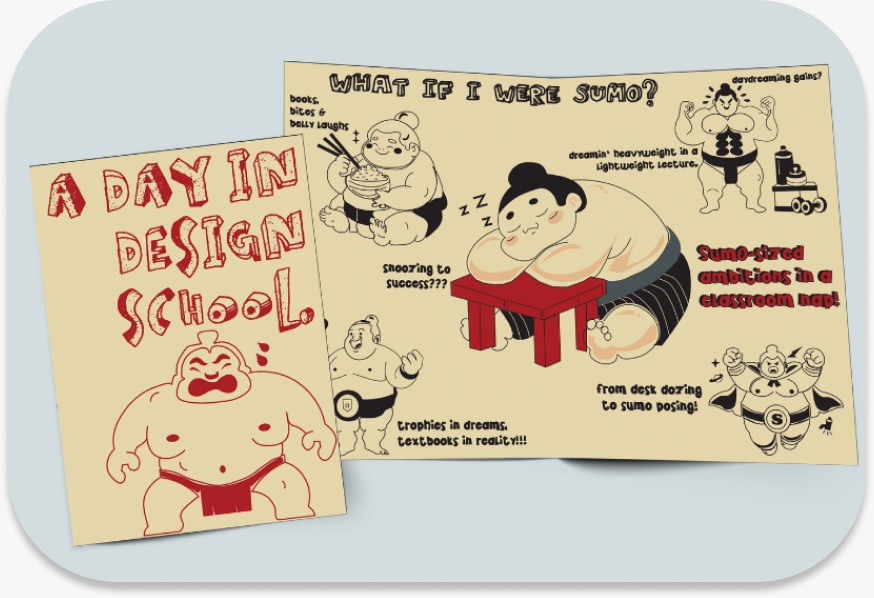 A DAY IN
DESIGN
SCHOOL.
WHAT IF I WERE SUMO?
books,
bites &
belly laughs
daydreaming gains?
dreamin' heavyweight in a
lightweight lecture.
Z Z
Z
snoozing to
success???
Sumo-sized
ambitions in a
classroom nap!
from desk dozing
to sumo posing!
S
trophies in dreams,
textbooks in reality!!!